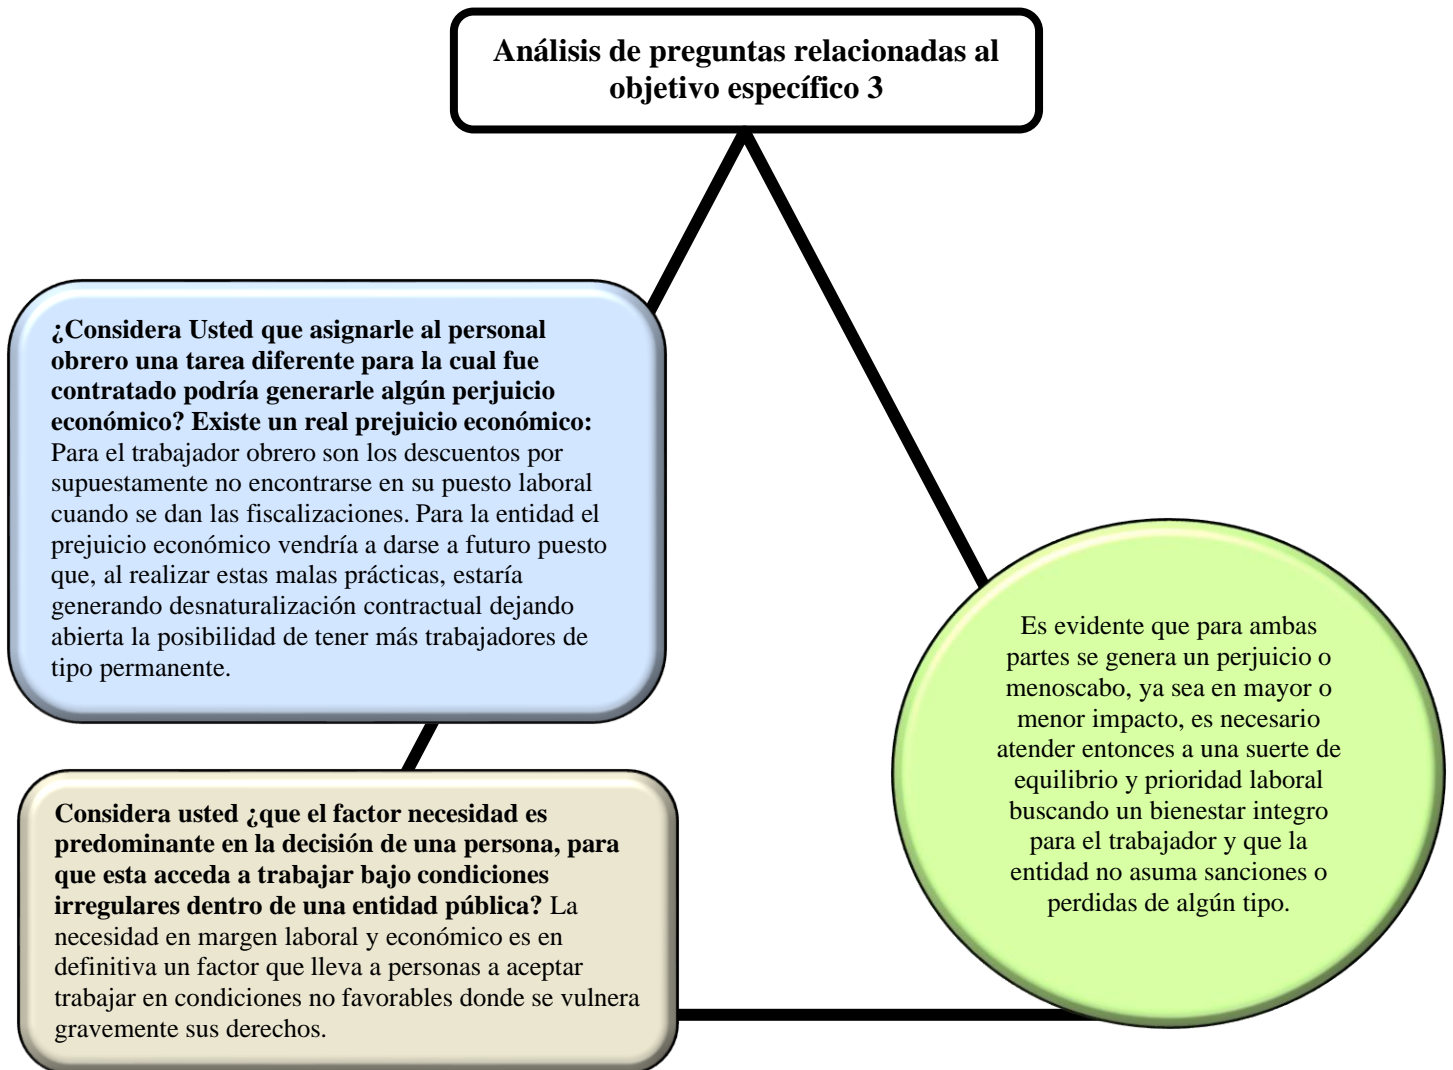 Análisis de preguntas relacionadas al
objetivo específico 3
¿Considera Usted que asignarle al personal
obrero una tarea diferente para la cual fue
contratado podría generarle algún perjuicio
económico? Existe un real prejuicio económico:
Para el trabajador obrero son los descuentos por
supuestamente no encontrarse en su puesto laboral
cuando se dan las fiscalizaciones. Para la entidad el
prejuicio económico vendría a darse a futuro puesto
que, al realizar estas malas prácticas, estaría
generando desnaturalización contractual dejando
abierta la posibilidad de tener más trabajadores de
tipo permanente.
Considera usted ¿que el factor necesidad es
predominante en la decisión de una persona, para
que esta acceda a trabajar bajo condiciones
irregulares dentro de una entidad pública? La
necesidad en margen laboral y económico es en
definitiva un factor que lleva a personas a aceptar
trabajar en condiciones no favorables donde se vulnera
gravemente sus derechos.
Es evidente que para ambas
partes se genera un perjuicio o
menoscabo, ya sea en mayor o
menor impacto, es necesario
atender entonces a una suerte de
equilibrio y prioridad laboral
buscando un bienestar integro
para el trabajador y que la
entidad no asuma sanciones o
perdidas de algún tipo.